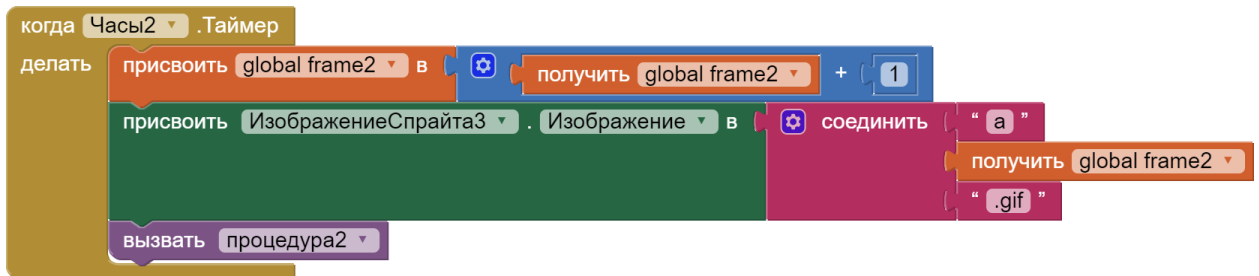 когда Часы2 .Таймер
делать присвоить global frame2 в получить global frame2 + 1
присвоить ИзображениеСпрайта3 . Изображение в соединить “ a ”
получить global frame2
“ .gif ”
вызвать процедура2